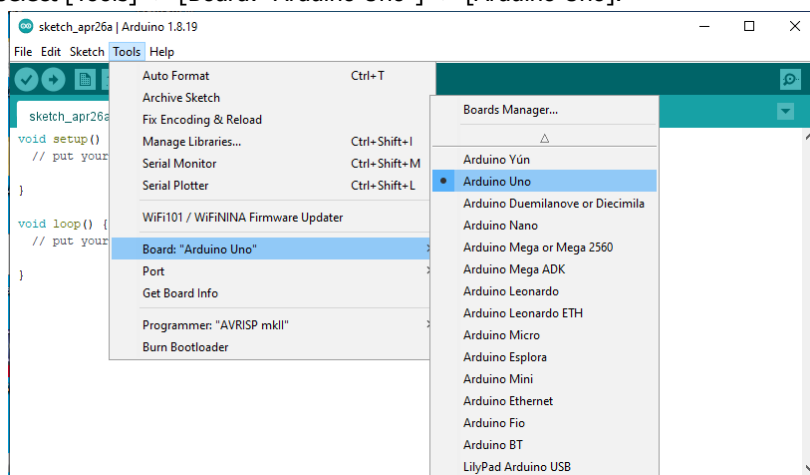 select [Tools] [Board: "Arduino Uno"] [Arduino Uno].
sketch_apr26a | Arduino 1.8.19
File Edit Sketch Tools Help
sketch_apr26a
void setup()
// put your
}
void loop() {
// put your
}
Auto Format Ctrl+T
Archive Sketch
Fix Encoding & Reload
Manage Libraries... Ctrl+Shift+I
Serial Monitor Ctrl+Shift+M
Serial Plotter Ctrl+Shift+L
WiFi101 / WiFiNINA Firmware Updater
Board: "Arduino Uno"
Port
Get Board Info
Programmer: "AVRISP mkII"
Burn Bootloader
Boards Manager...
Arduino Yún
Arduino Uno
Arduino Duemilanove or Diecimila
Arduino Nano
Arduino Mega or Mega 2560
Arduino Mega ADK
Arduino Leonardo
Arduino Leonardo ETH
Arduino Micro
Arduino Esplora
Arduino Mini
Arduino Ethernet
Arduino Fio
Arduino BT
LilyPad Arduino USB